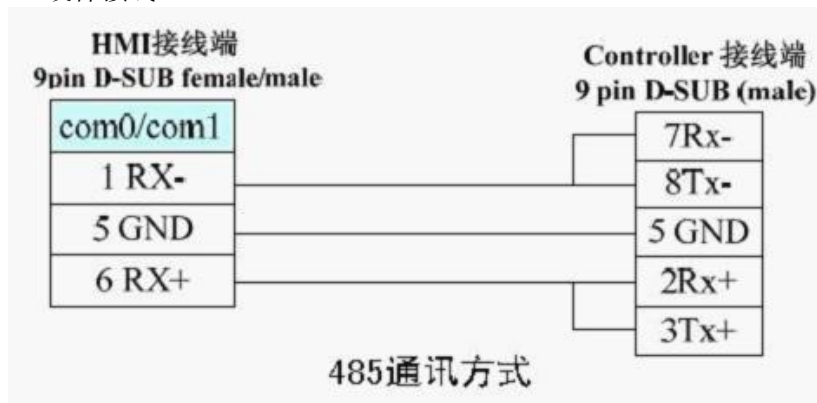 HMI接线端
9pin D-SUB female/male
com0/com1
1 RX-
5 GND
6 RX+
Controller 接线端
9 pin D-SUB (male)
7Rx-
8Tx-
5 GND
2Rx+
3Tx+
485通讯方式